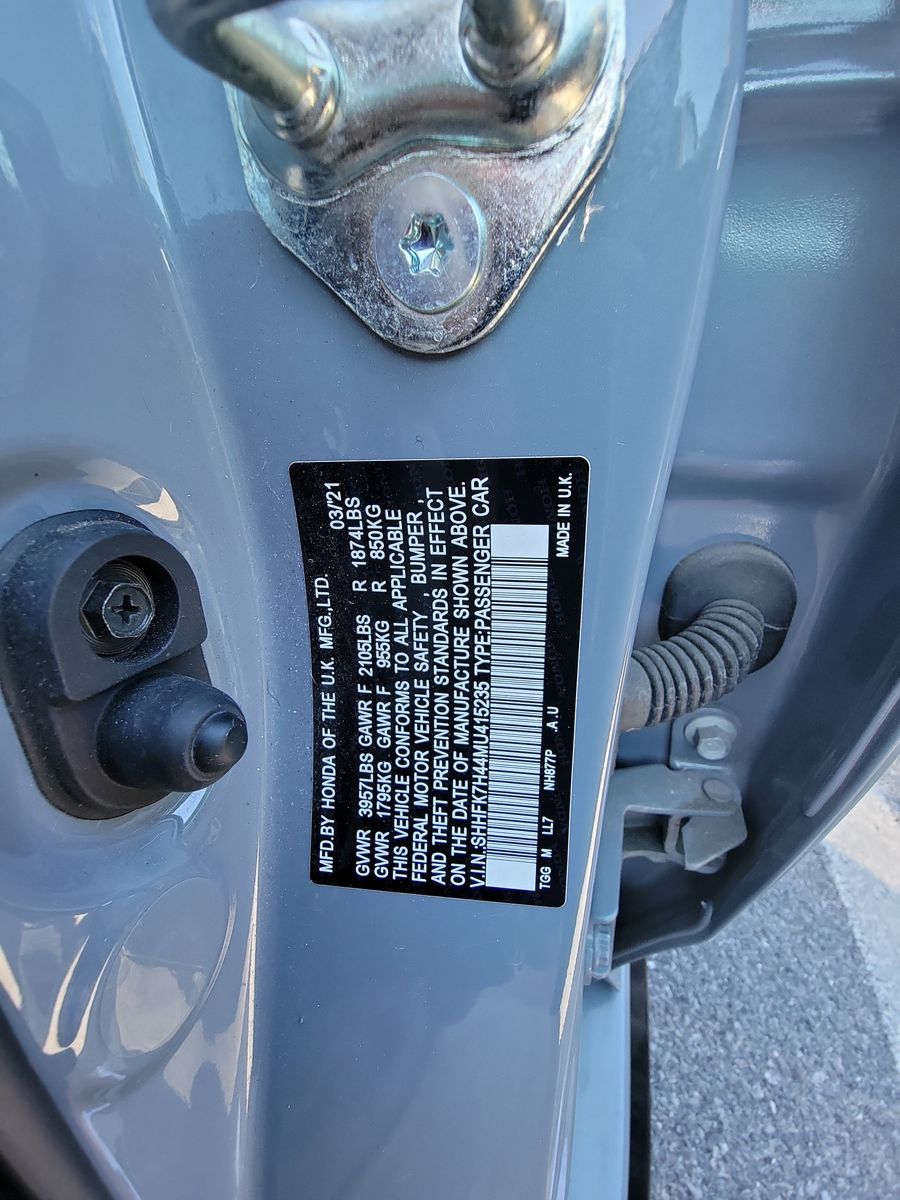 MFD.BY HONDA OF THE U.K. MFG.,LTD. 03/'21
GVWR 3957LBS GAWR F 2105LBS R 1874LBS
GVWR 1795KG GAWR F 955KG R 850KG
THIS VEHICLE CONFORMS TO ALL APPLICABLE
FEDERAL MOTOR VEHICLE SAFETY , BUMPER ,
AND THEFT PREVENTION STANDARDS IN EFFECT
ON THE DATE OF MANUFACTURE SHOWN ABOVE.
V.I.N.:SHHFK7H44MU415235 TYPE:PASSENGER CAR
TGG M LL7 NH877P .A.U MADE IN U.K.